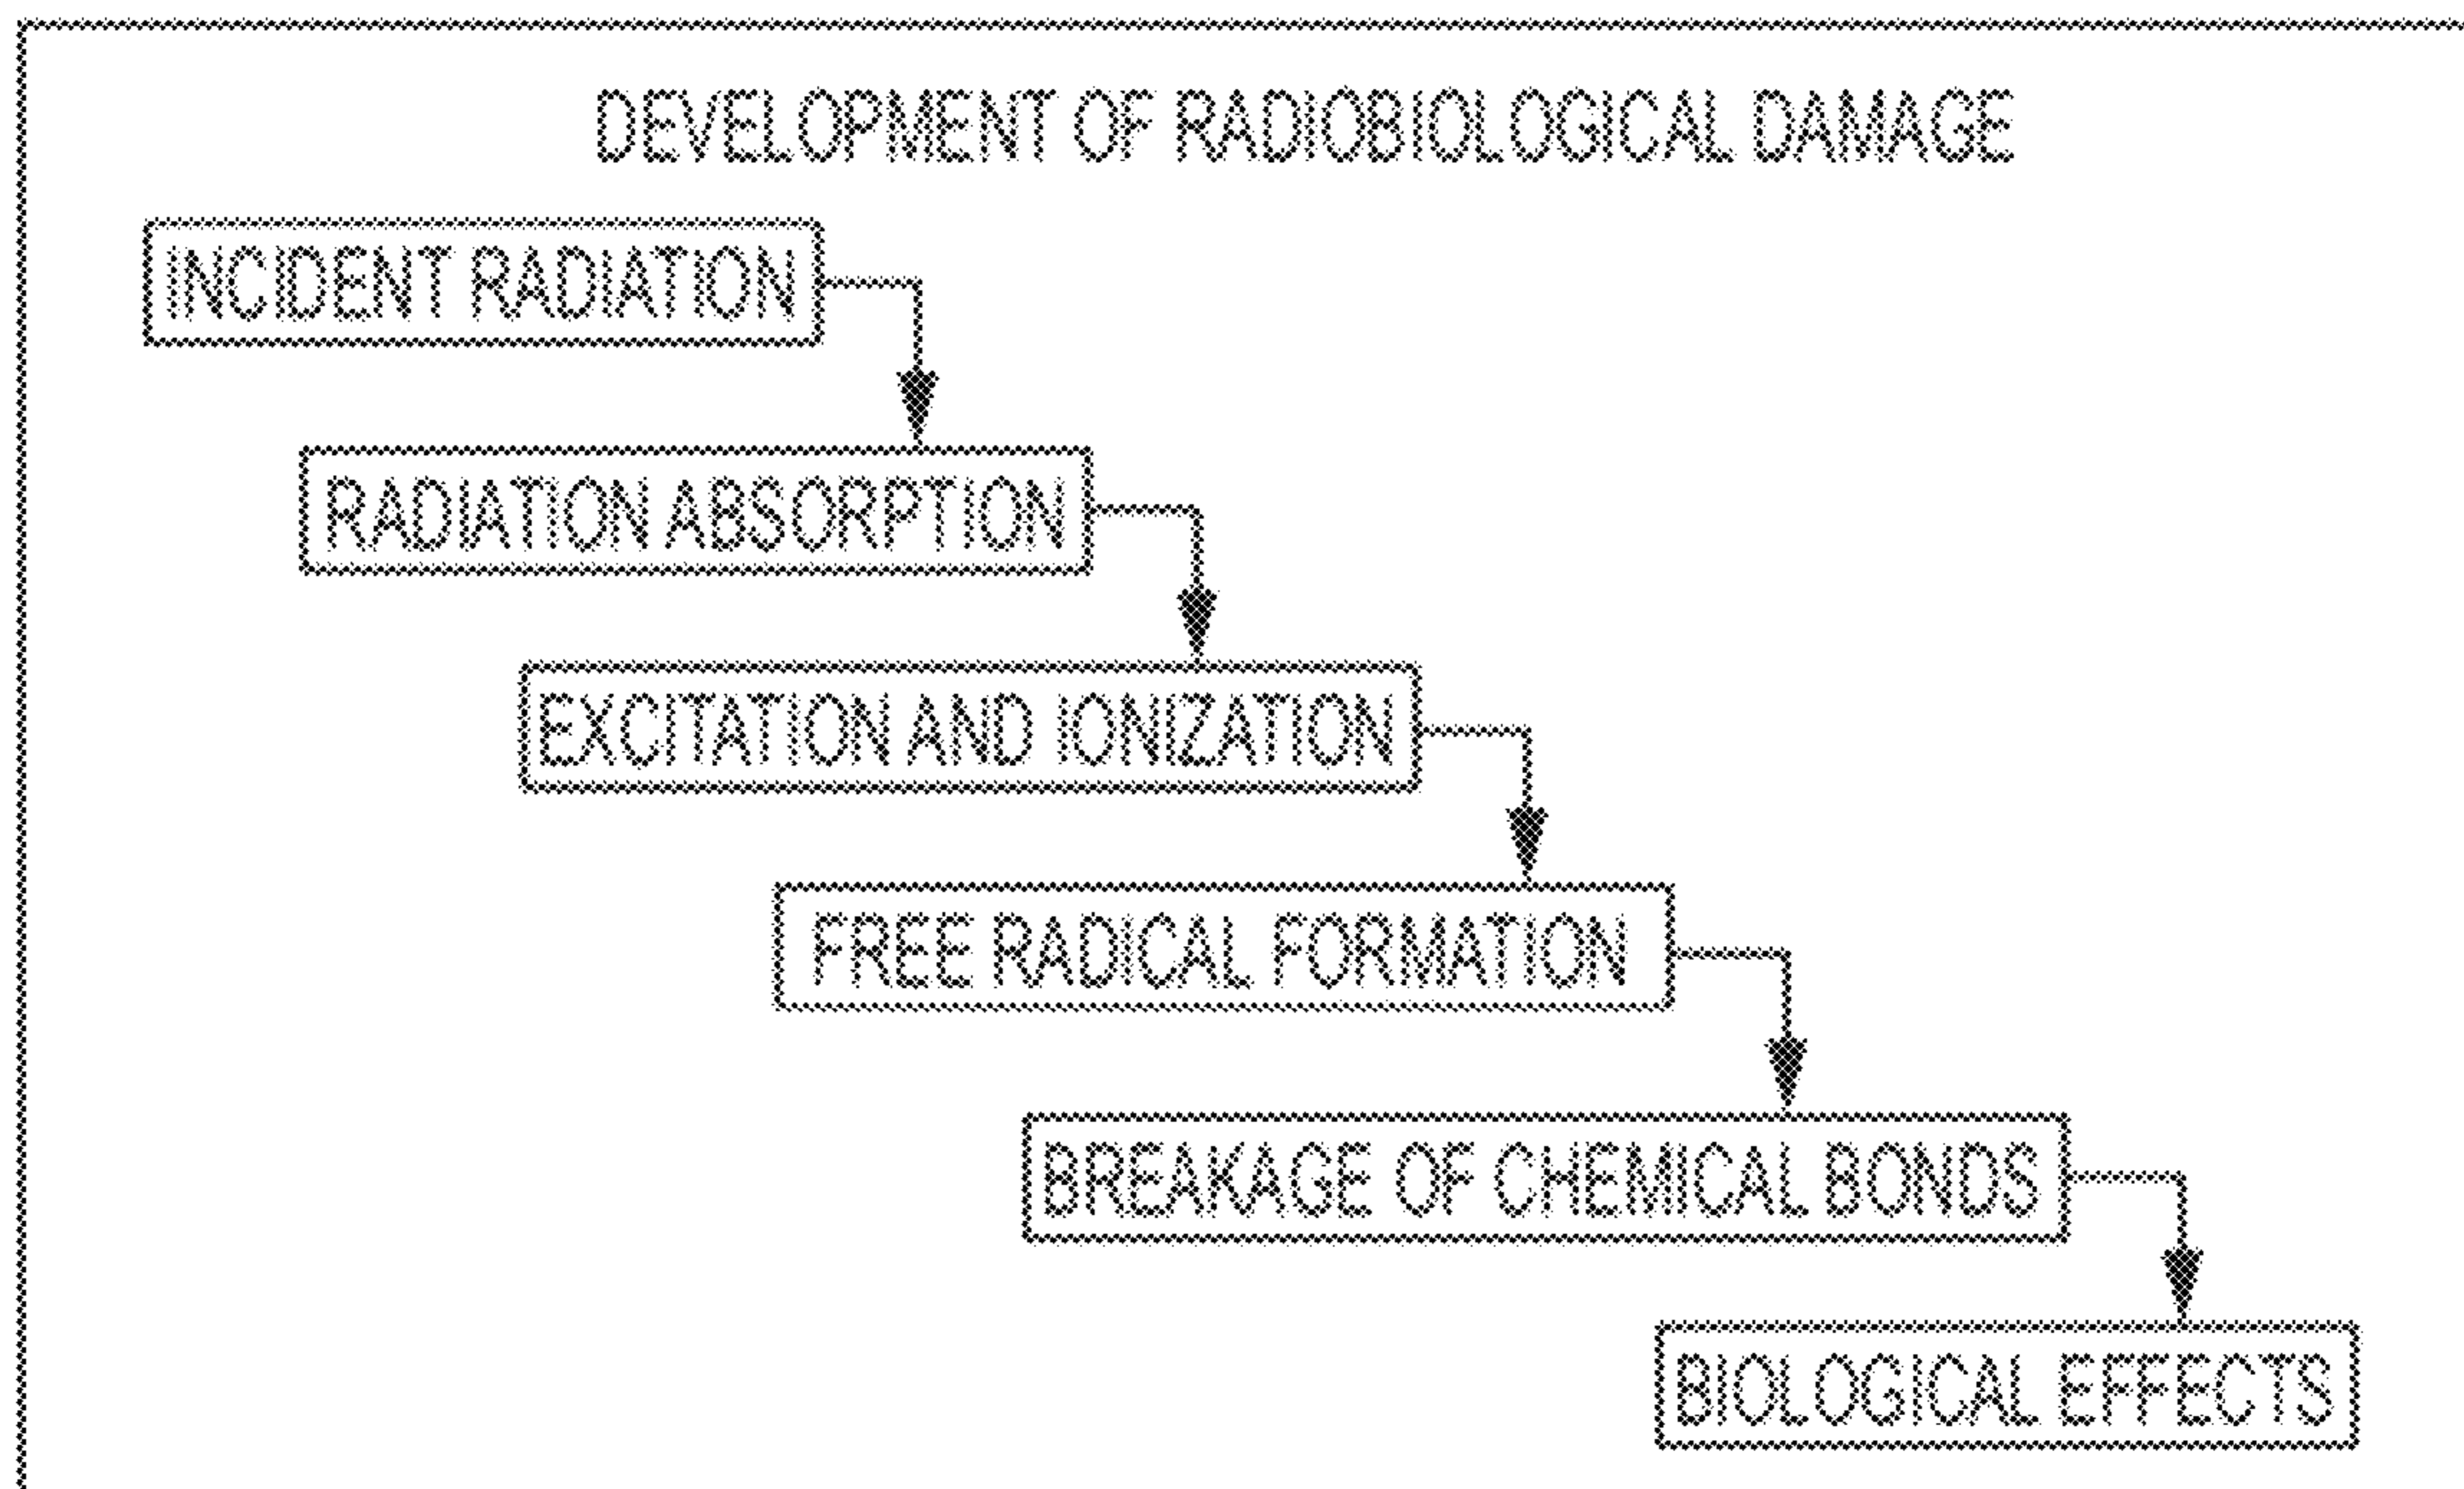 DEVELOPMENT OF RADIOBIOLOGICAL DAMAGE
INCIDENT RADIATION
RADIATION ABSORPTION
EXCITATION AND IONIZATION
FREE RADICAL FORMATION
BREAKAGE OF CHEMICAL BONDS
BIOLOGICAL EFFECTS